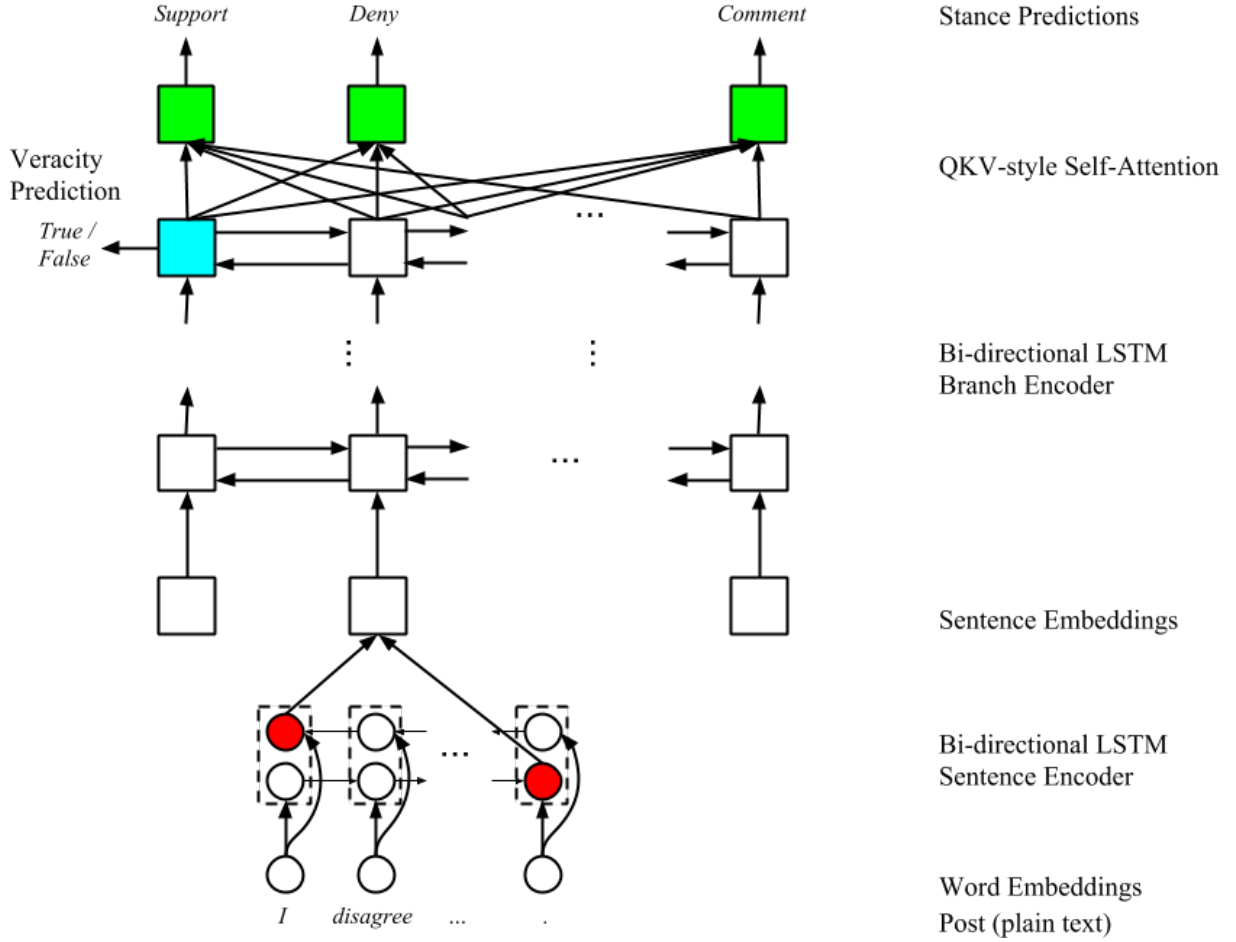 Support Deny Comment Stance Predictions
Veracity
Prediction
QKV-style Self-Attention
True /
False
...
Bi-directional LSTM
Branch Encoder
...
Sentence Embeddings
...
Bi-directional LSTM
Sentence Encoder
Word Embeddings
I disagree ... . Post (plain text)